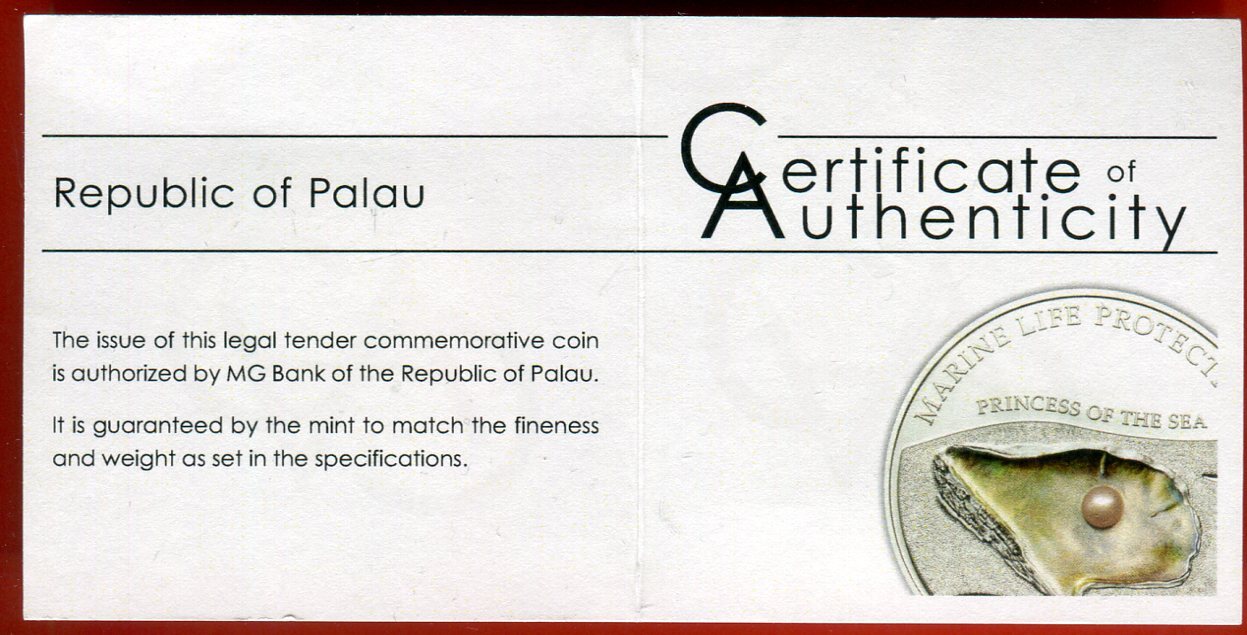 Republic of Palau
Certificate of
Authenticity
The issue of this legal tender commemorative coin
is authorized by MG Bank of the Republic of Palau.
It is guaranteed by the mint to match the fineness
and weight as set in the specifications.
MARINE LIFE PROTECT
PRINCESS OF THE SEA